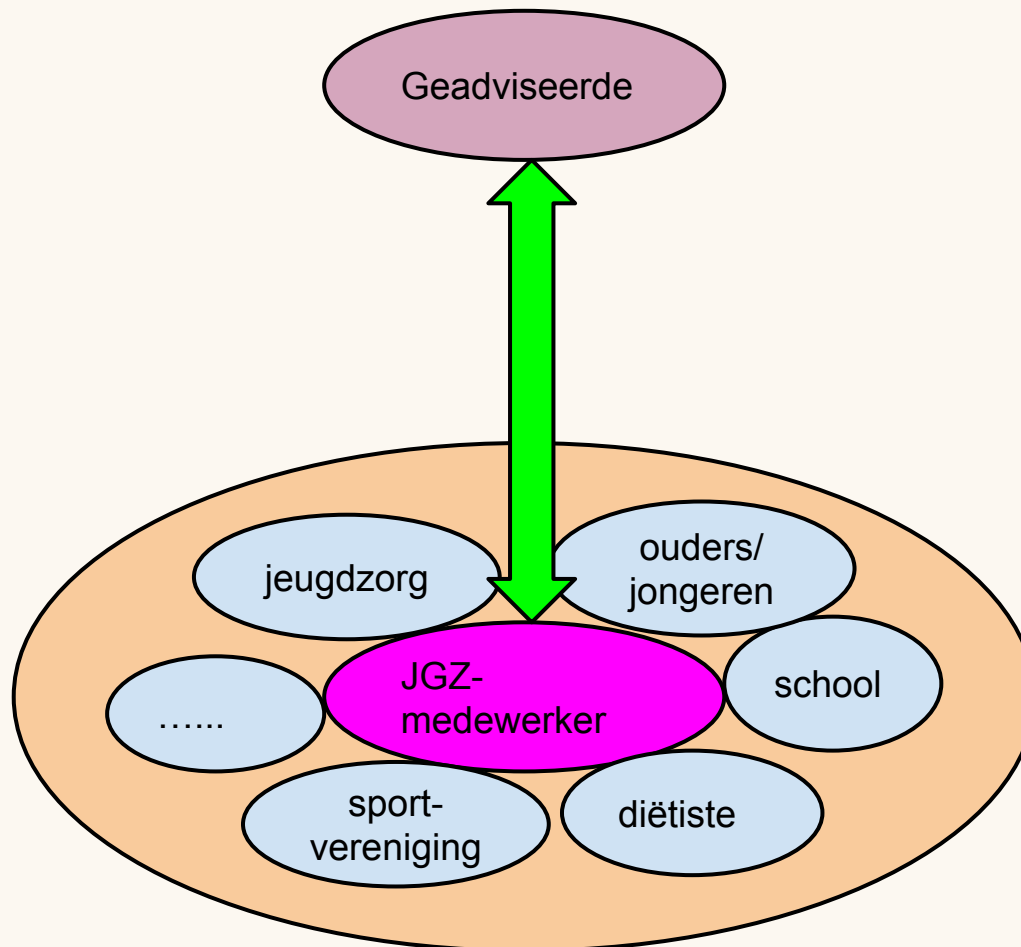 Geadviseerde
jeugdzorg
ouders/
jongeren
JGZ-
medewerker
school
…...
sport-
vereniging
diëtiste